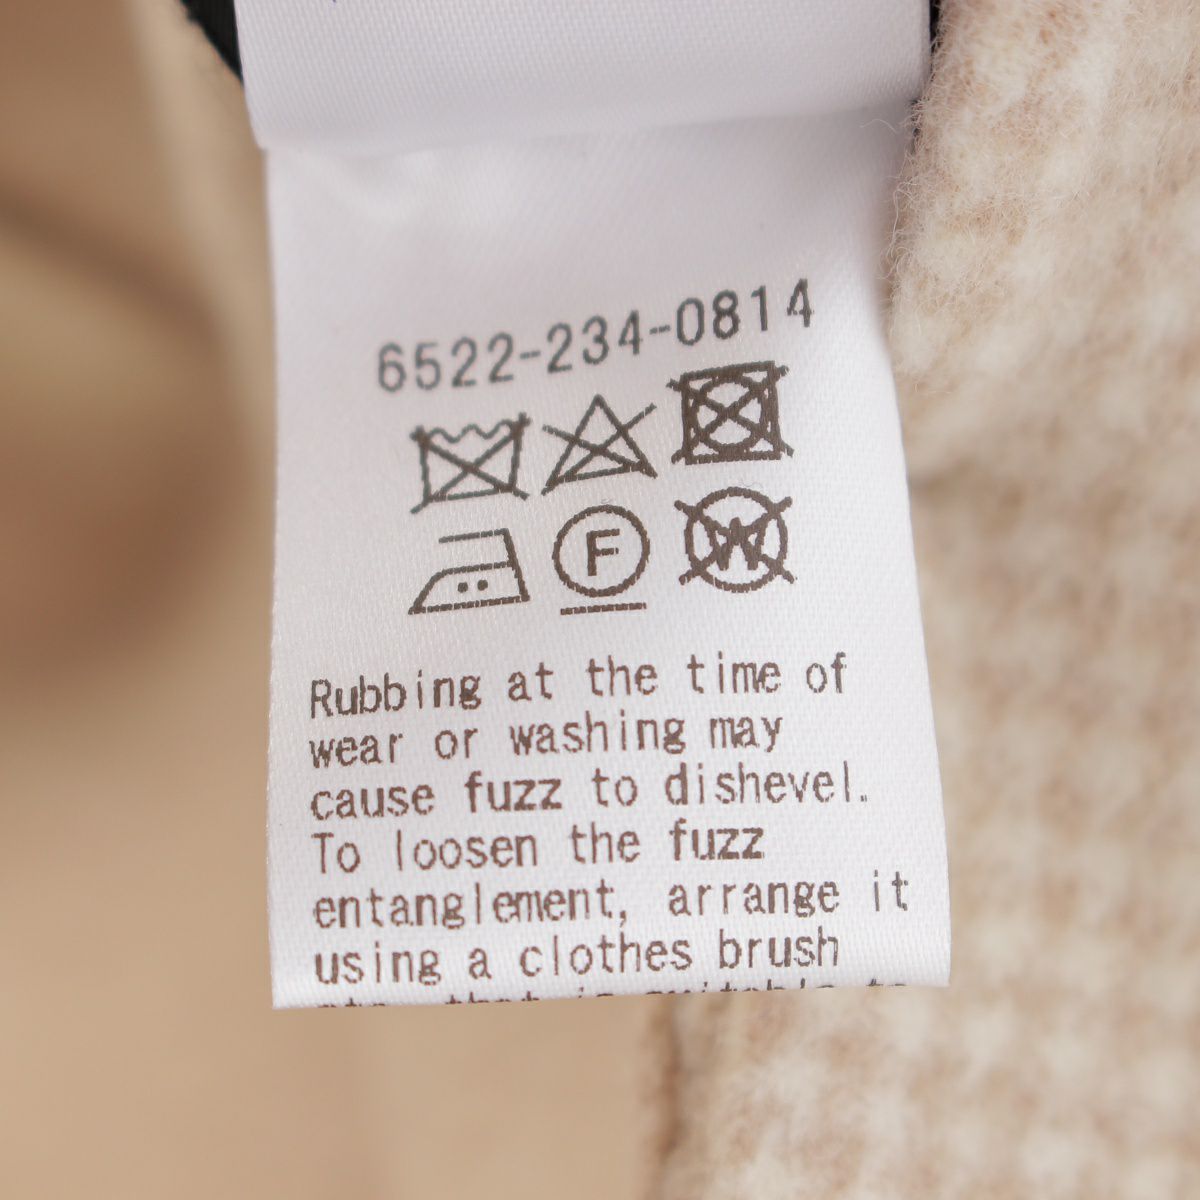 6522-234-0814
F W
Rubbing at the time of
wear or washing may
cause fuzz to dishevel.
To loosen the fuzz
entanglement, arrange it
using a clothes brush